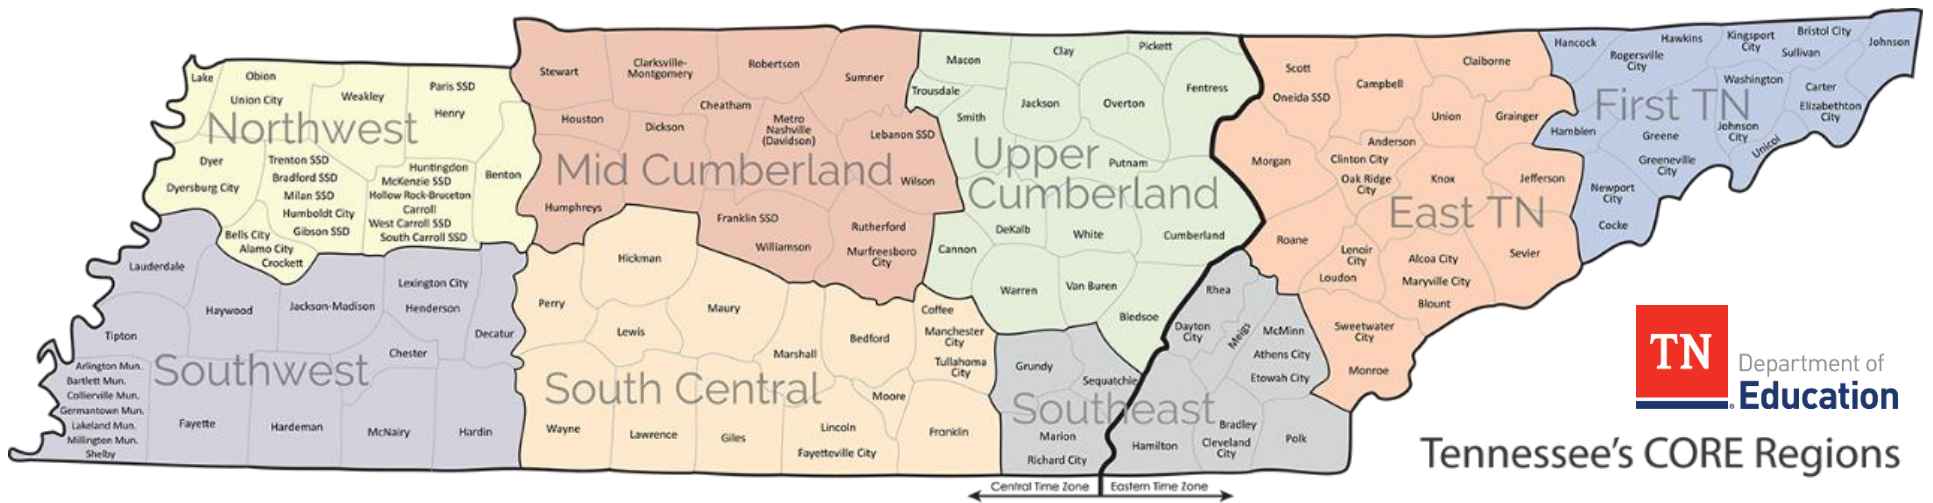 Lake
Obion
Union City
Weakley
Paris SSD
Henry
Northwest
Dyer
Dyersburg City
Trenton SSD
Bradford SSD
Milan SSD
Humboldt City
Gibson SSD
Huntingdon
McKenzie SSD
Hollow Rock-Bruceton
Carroll
West Carroll SSD
South Carroll SSD
Benton
Bells City
Alamo City
Crockett
Lauderdale
Haywood
Jackson-Madison
Lexington City
Henderson
Decatur
Tipton
Chester
Southwest
Arlington Mun.
Bartlett Mun.
Collierville Mun.
Germantown Mun.
Lakeland Mun.
Millington Mun.
Shelby
Fayette
Hardeman
McNairy
Hardin
Stewart
Clarksville-
Montgomery
Robertson
Sumner
Cheatham
Houston
Dickson
Metro
Nashville
(Davidson)
Lebanon SSD
Mid Cumberland
Wilson
Humphreys
Franklin SSD
Williamson
Rutherford
Murfreesboro
City
Hickman
Perry
Lewis
Maury
Marshall
Bedford
Coffee
Manchester
City
Tullahoma
City
South Central
Moore
Wayne
Lawrence
Giles
Lincoln
Fayetteville City
Franklin
Macon
Clay
Pickett
Trousdale
Smith
Jackson
Overton
Fentress
Upper
Cumberland
Putnam
DeKalb
White
Cumberland
Cannon
Warren
Van Buren
Bledsoe
Grundy
Sequatchie
Southeast
Marion
Richard City
Rhea
Dayton
City
Meigs
McMinn
Athens City
Etowah City
Hamilton
Bradley
Cleveland
City
Polk
Scott
Oneida SSD
Campbell
Claiborne
Union
Grainger
Morgan
Anderson
Clinton City
Oak Ridge
City
Knox
Jefferson
East TN
Roane
Lenoir
City
Loudon
Alcoa City
Maryville City
Blount
Sevier
Sweetwater
City
Monroe
Hancock
Hawkins
Rogersville
City
Kingsport
City
Bristol City
Sullivan
Johnson
Washington
Carter
Elizabethton
City
First TN
Hamblen
Greene
Johnson
City
Unicoi
Greeneville
City
Newport
City
Cocke
Central Time Zone
Eastern Time Zone
TN
Department of
Education
Tennessee's CORE Regions